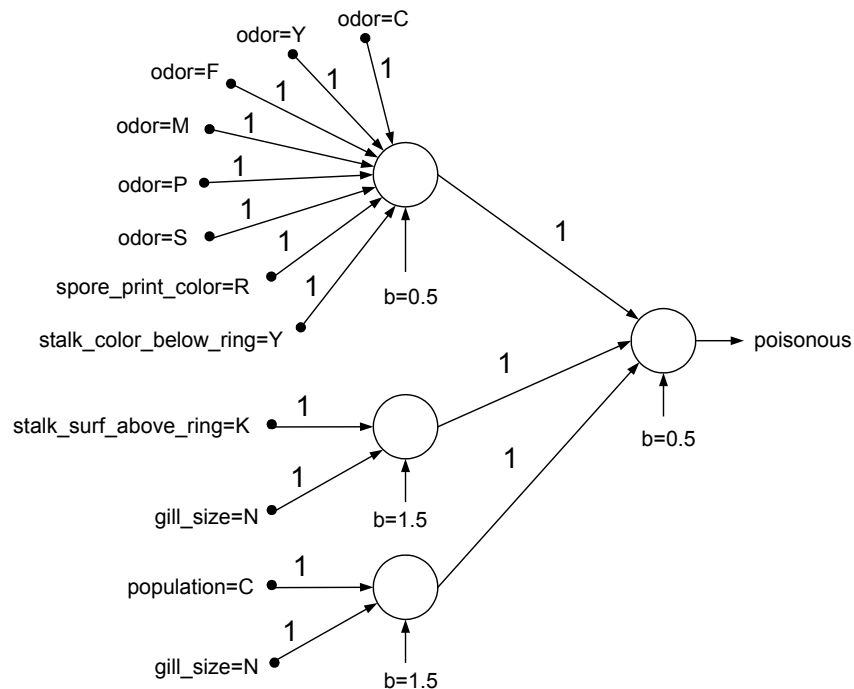 odor=C
odor=Y
1
odor=F
1
1
odor=M
1
1
odor=P
1
odor=S
1
1
spore_print_color=R
1
b=0.5
stalk_color_below_ring=Y
1
poisonous
1
b=0.5
stalk_surf_above_ring=K
1
1
gill_size=N
b=1.5
1
population=C
1
1
gill_size=N
b=1.5